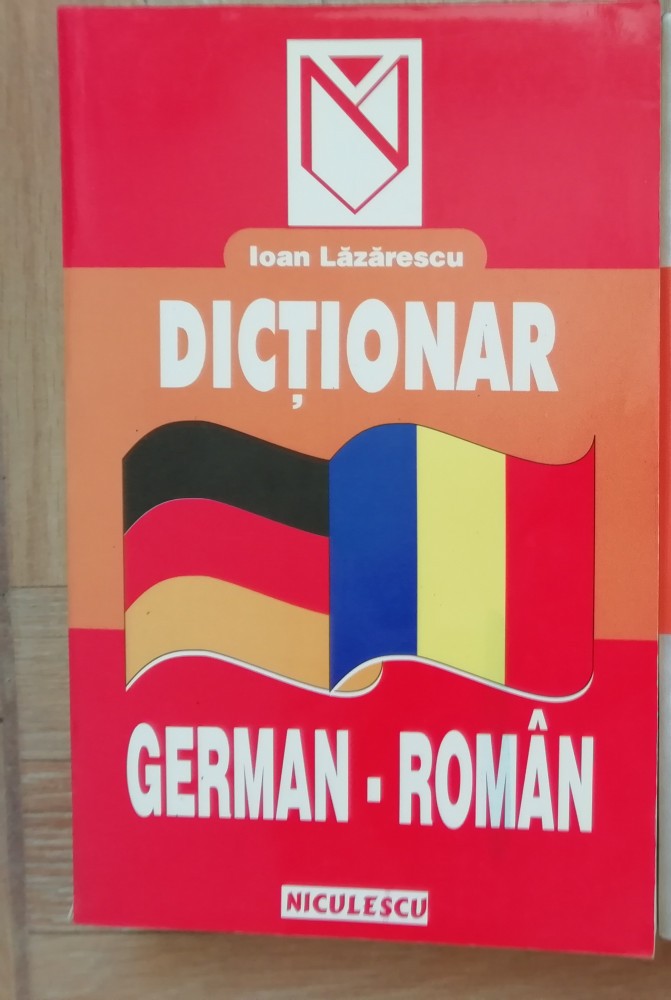 Ioan Lăzărescu
DICȚIONAR
GERMAN - ROMÂN
NICULESCU